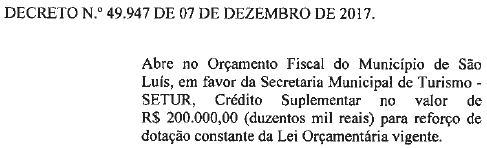 DECRETO N.º 49.947 DE 07 DE DEZEMBRO DE 2017.
Abre no Orçamento Fiscal do Município de São
Luís, em favor da Secretaria Municipal de Turismo -
SETUR, Crédito Suplementar no valor de
R$ 200.000,00 (duzentos mil reais) para reforço de
dotação constante da Lei Orçamentária vigente.